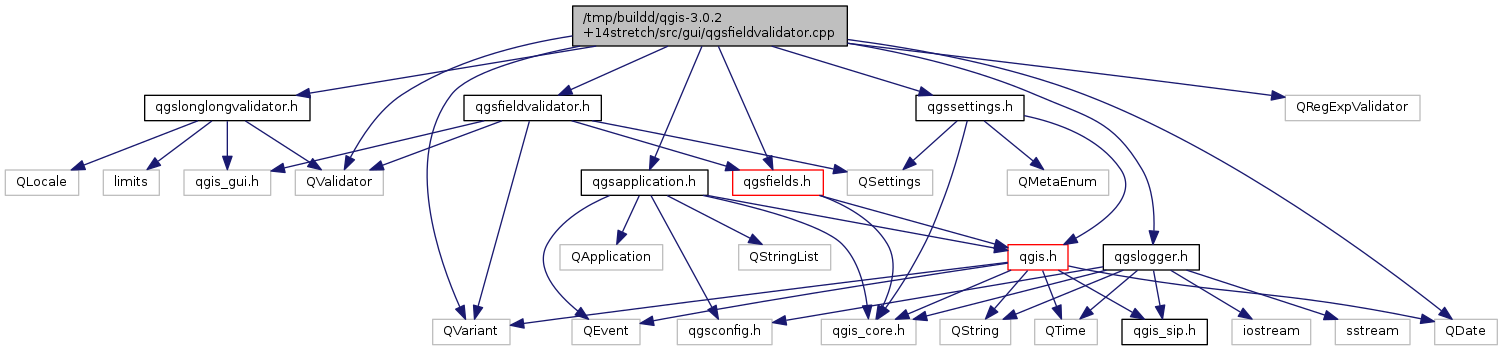 /tmp/buildd/qgis-3.0.2
+14stretch/src/gui/qgsfieldvalidator.cpp
qgslonglongvalidator.h
qgsfieldvalidator.h
qgssettings.h
QRegExpValidator
QLocale
limits
qgis_gui.h
QValidator
qgsapplication.h
qgsfields.h
QSettings
QMetaEnum
QApplication
QStringList
qgis.h
qgslogger.h
QVariant
QEvent
qgsconfig.h
qgis_core.h
QString
QTime
qgis_sip.h
iostream
sstream
QDate